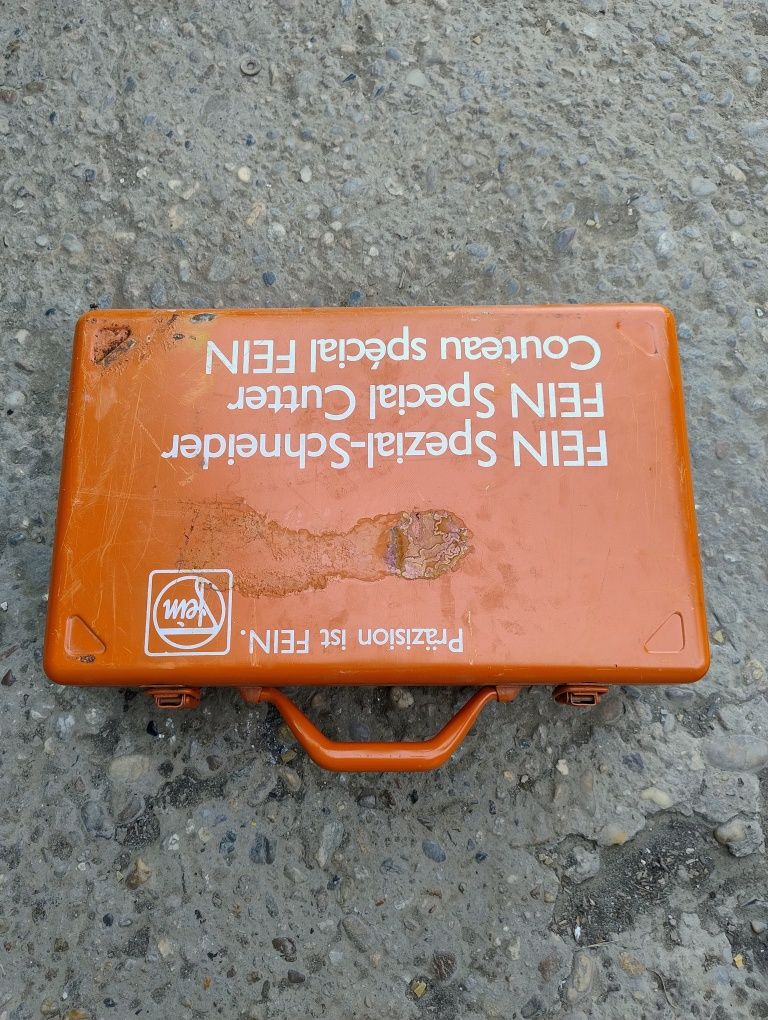 Präzision ist FEIN.
Fein
FEIN Spezial-Schneider
FEIN Special Cutter
Couteau spécial FEIN